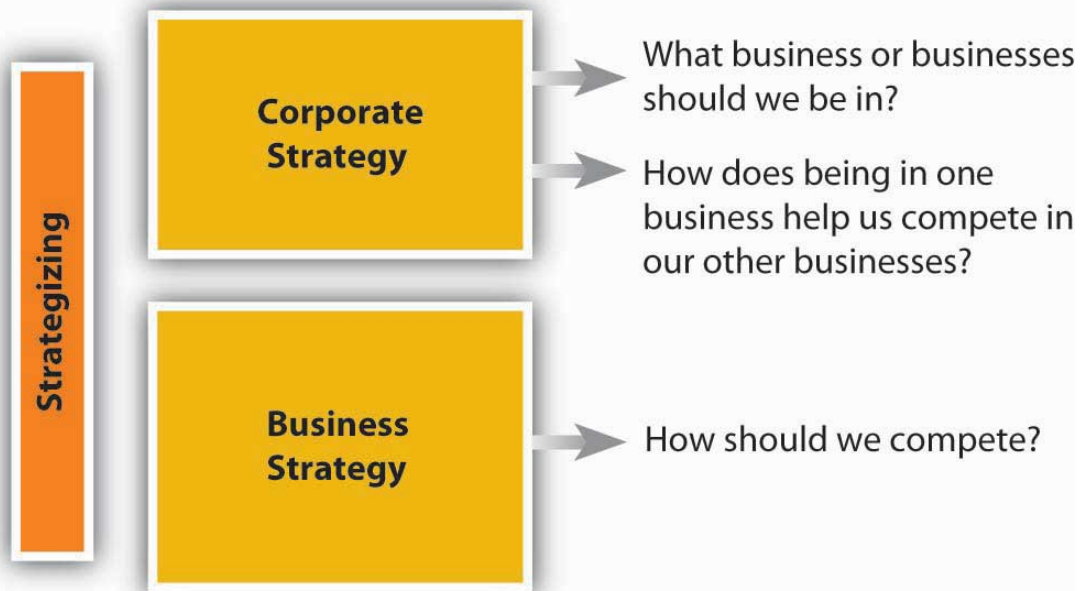 Strategizing
Corporate
Strategy
What business or businesses
should we be in?
How does being in one
business help us compete in
our other businesses?
Business
Strategy
How should we compete?